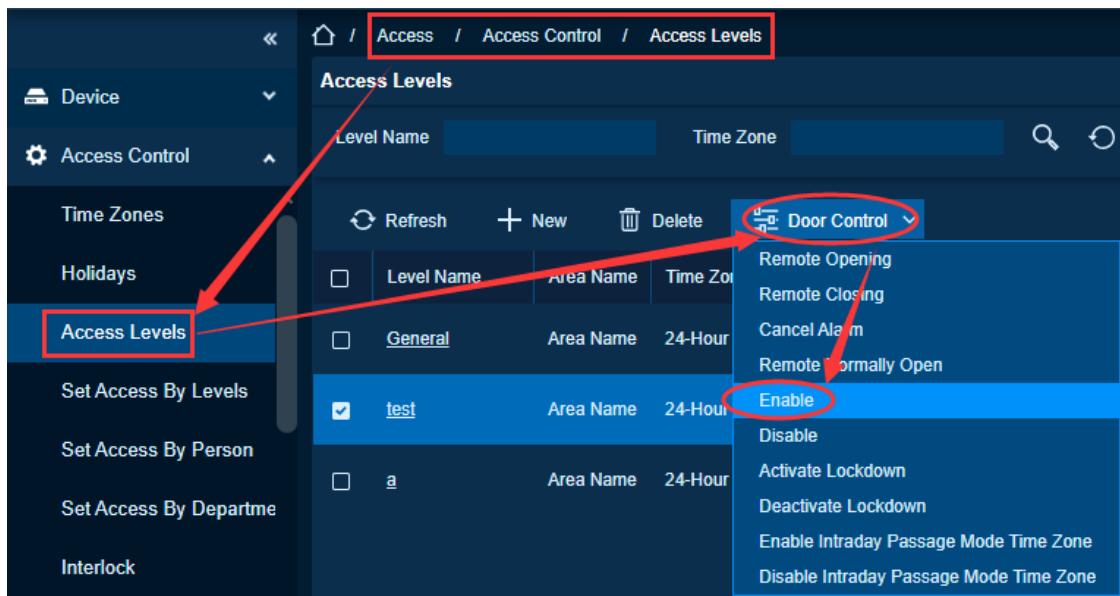 «
/ Access / Access Control / Access Levels
Device
Access Control
Time Zones
Holidays
Access Levels
Set Access By Levels
Set Access By Person
Set Access By Departme
Interlock
Access Levels
Level Name Time Zone
Refresh New Delete Door Control
Level Name Area Name Time Zo
General Area Name 24-Hour
test Area Name 24-Hour
a Area Name 24-Hour
Remote Opening
Remote Closing
Cancel Alarm
Remote Normally Open
Enable
Disable
Activate Lockdown
Deactivate Lockdown
Enable Intraday Passage Mode Time Zone
Disable Intraday Passage Mode Time Zone